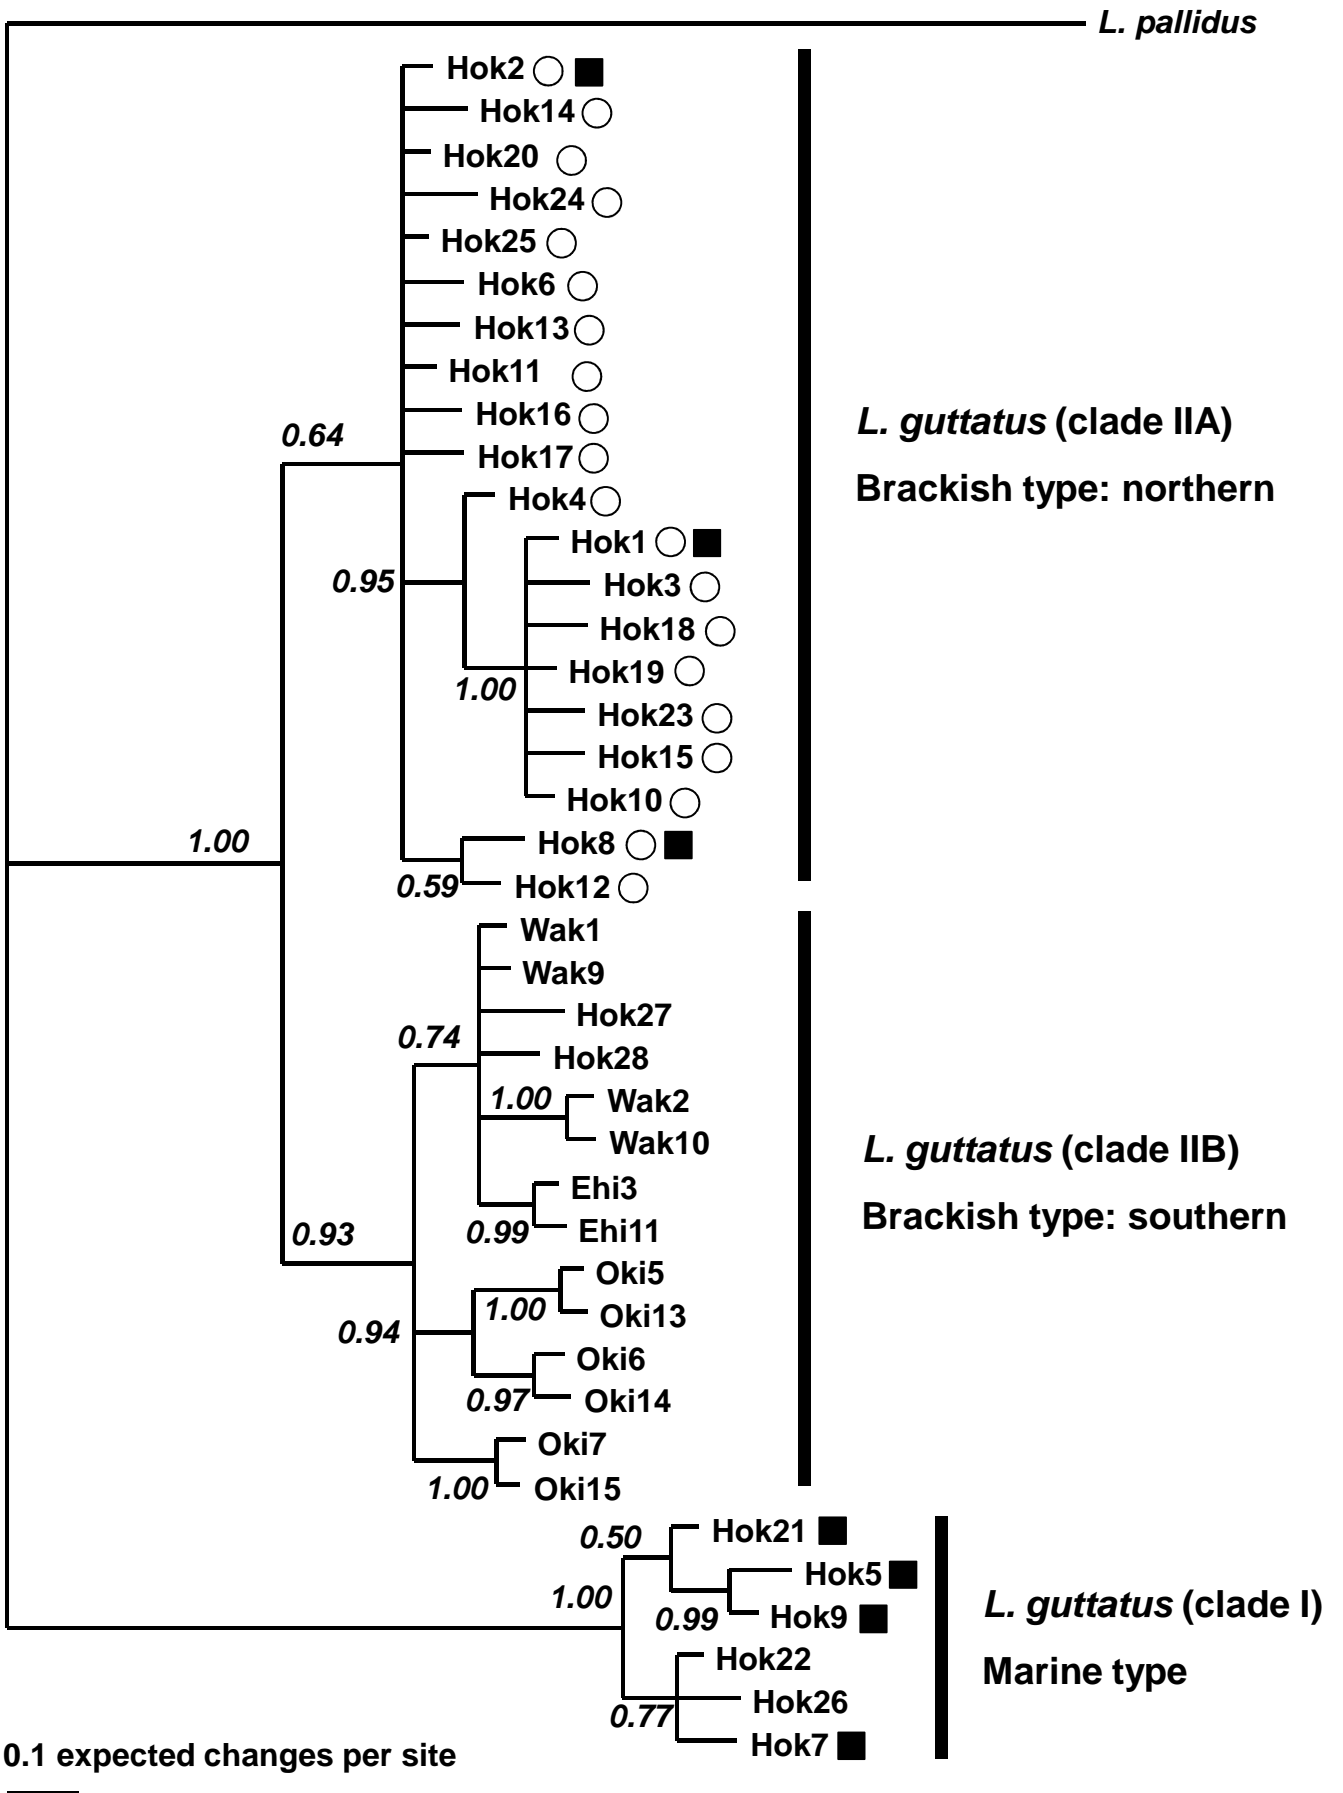 L. pallidus
Hok2
Hok14
Hok20
Hok24
Hok25
Hok6
Hok13
Hok11
Hok16
Hok17
Hok4
Hok1
Hok3
Hok18
Hok19
Hok23
Hok15
Hok10
Hok8
Hok12
0.64
0.95
1.00
1.00
0.59
L. guttatus (clade IIA)
Brackish type: northern
Wak1
Wak9
Hok27
Hok28
Wak2
Wak10
Ehi3
Ehi11
Oki5
Oki13
Oki6
Oki14
Oki7
Oki15
0.74
1.00
0.99
0.93
1.00
0.94
0.97
1.00
L. guttatus (clade IIB)
Brackish type: southern
Hok21
Hok5
Hok9
Hok22
Hok26
Hok7
0.50
1.00
0.99
0.77
L. guttatus (clade I)
Marine type
0.1 expected changes per site